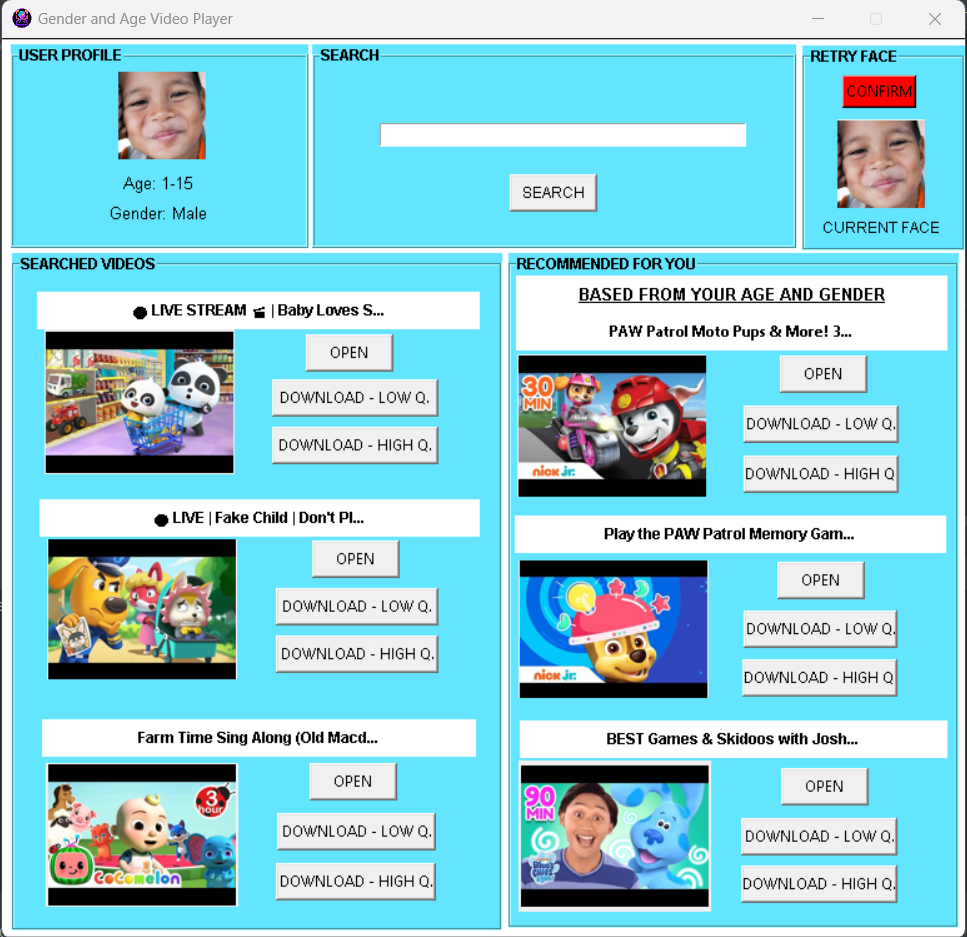 Gender and Age Video Player
USER PROFILE
Age: 1-15
Gender: Male
SEARCH
SEARCH
RETRY FACE
CONFIRM
CURRENT FACE
SEARCHED VIDEOS
LIVE STREAM 🎬 | Baby Loves S...
OPEN
DOWNLOAD - LOW Q.
DOWNLOAD - HIGH Q.
LIVE | Fake Child | Don't Pl...
OPEN
DOWNLOAD - LOW Q.
DOWNLOAD - HIGH Q.
Farm Time Sing Along (Old Macd...
3
hour
CoComelon
OPEN
DOWNLOAD - LOW Q.
DOWNLOAD - HIGH Q.
RECOMMENDED FOR YOU
BASED FROM YOUR AGE AND GENDER
PAW Patrol Moto Pups & More! 3...
30
MIN
nick jr.
OPEN
DOWNLOAD - LOW Q.
DOWNLOAD - HIGH Q
Play the PAW Patrol Memory Gam...
nick jr.
OPEN
DOWNLOAD - LOW Q.
DOWNLOAD - HIGH Q
BEST Games & Skidoos with Josh...
90
MIN
Blue's
Clues
OPEN
DOWNLOAD - LOW Q.
DOWNLOAD - HIGH Q.